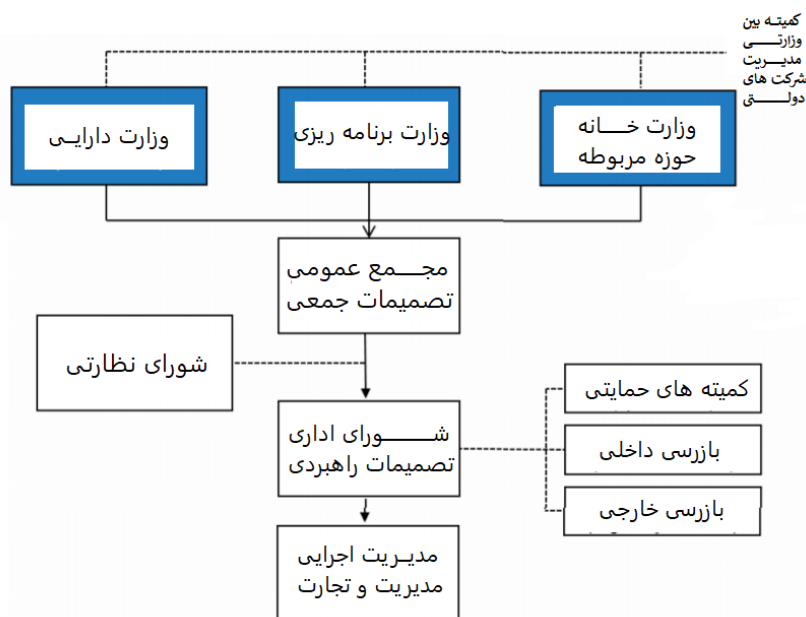 کمیته بین
وزارتی
مدیریت
شرکت های
دولتی
وزارت خانه
حوزه مربوطه
وزارت برنامه ریزی
وزارت دارایی
مجمع عمومی
تصمیمات جمعی
شورای نظارتی
شورای اداری
تصمیمات راهبردی
کمیته های حمایتی
بازرسی داخلی
بازرسی خارجی
مدیریت اجرایی
مدیریت و تجارت